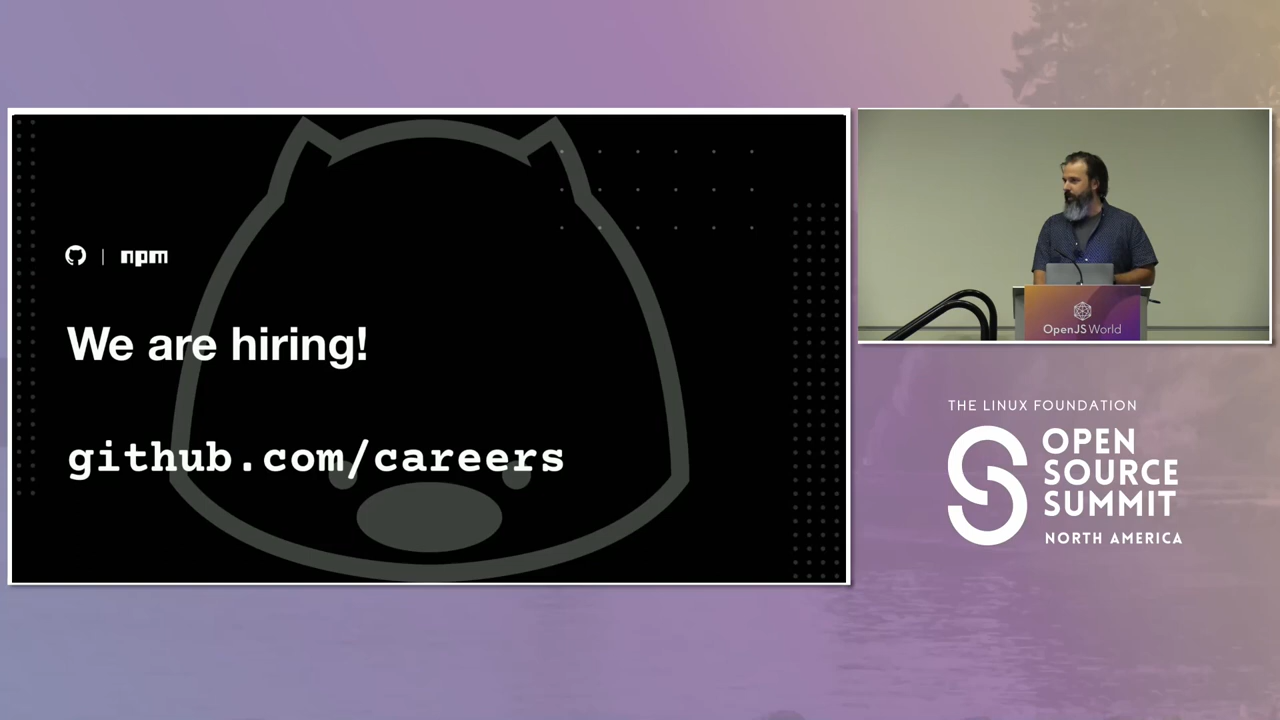 npm
We are hiring!
github.com/careers
OpenJS World
THE LINUX FOUNDATION
OPEN
SOURCE
SUMMIT
NORTH AMERICA